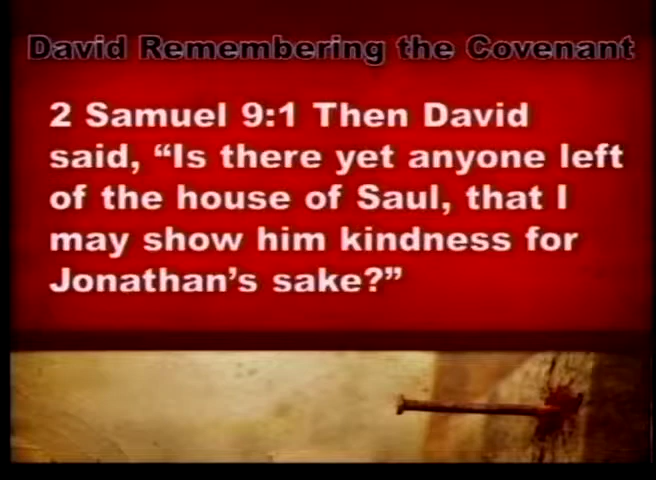 David Remembering the Covenant
2 Samuel 9:1 Then David
said, “Is there yet anyone left
of the house of Saul, that I
may show him kindness for
Jonathan’s sake?”